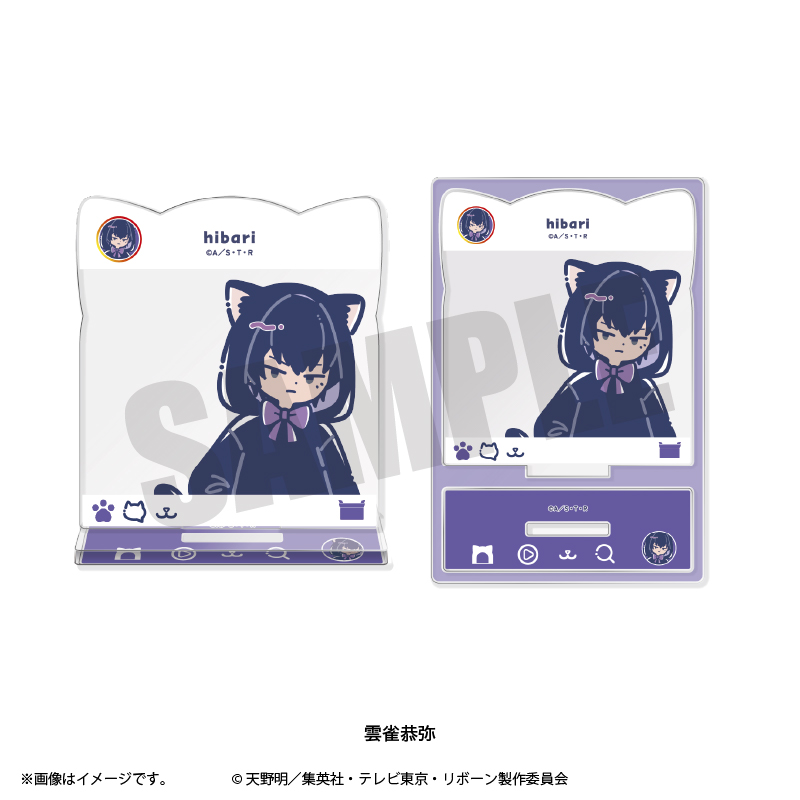 hibari
©A/S・T・R
hibari
©A/S・T・R
SAMPLE
©A/S・T・R
雲雀恭弥
※画像はイメージです。
© 天野明／集英社・テレビ東京・リボーン製作委員会